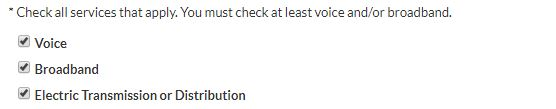 * Check all services that apply. You must check at least voice and/or broadband.
Voice
Broadband
Electric Transmission or Distribution